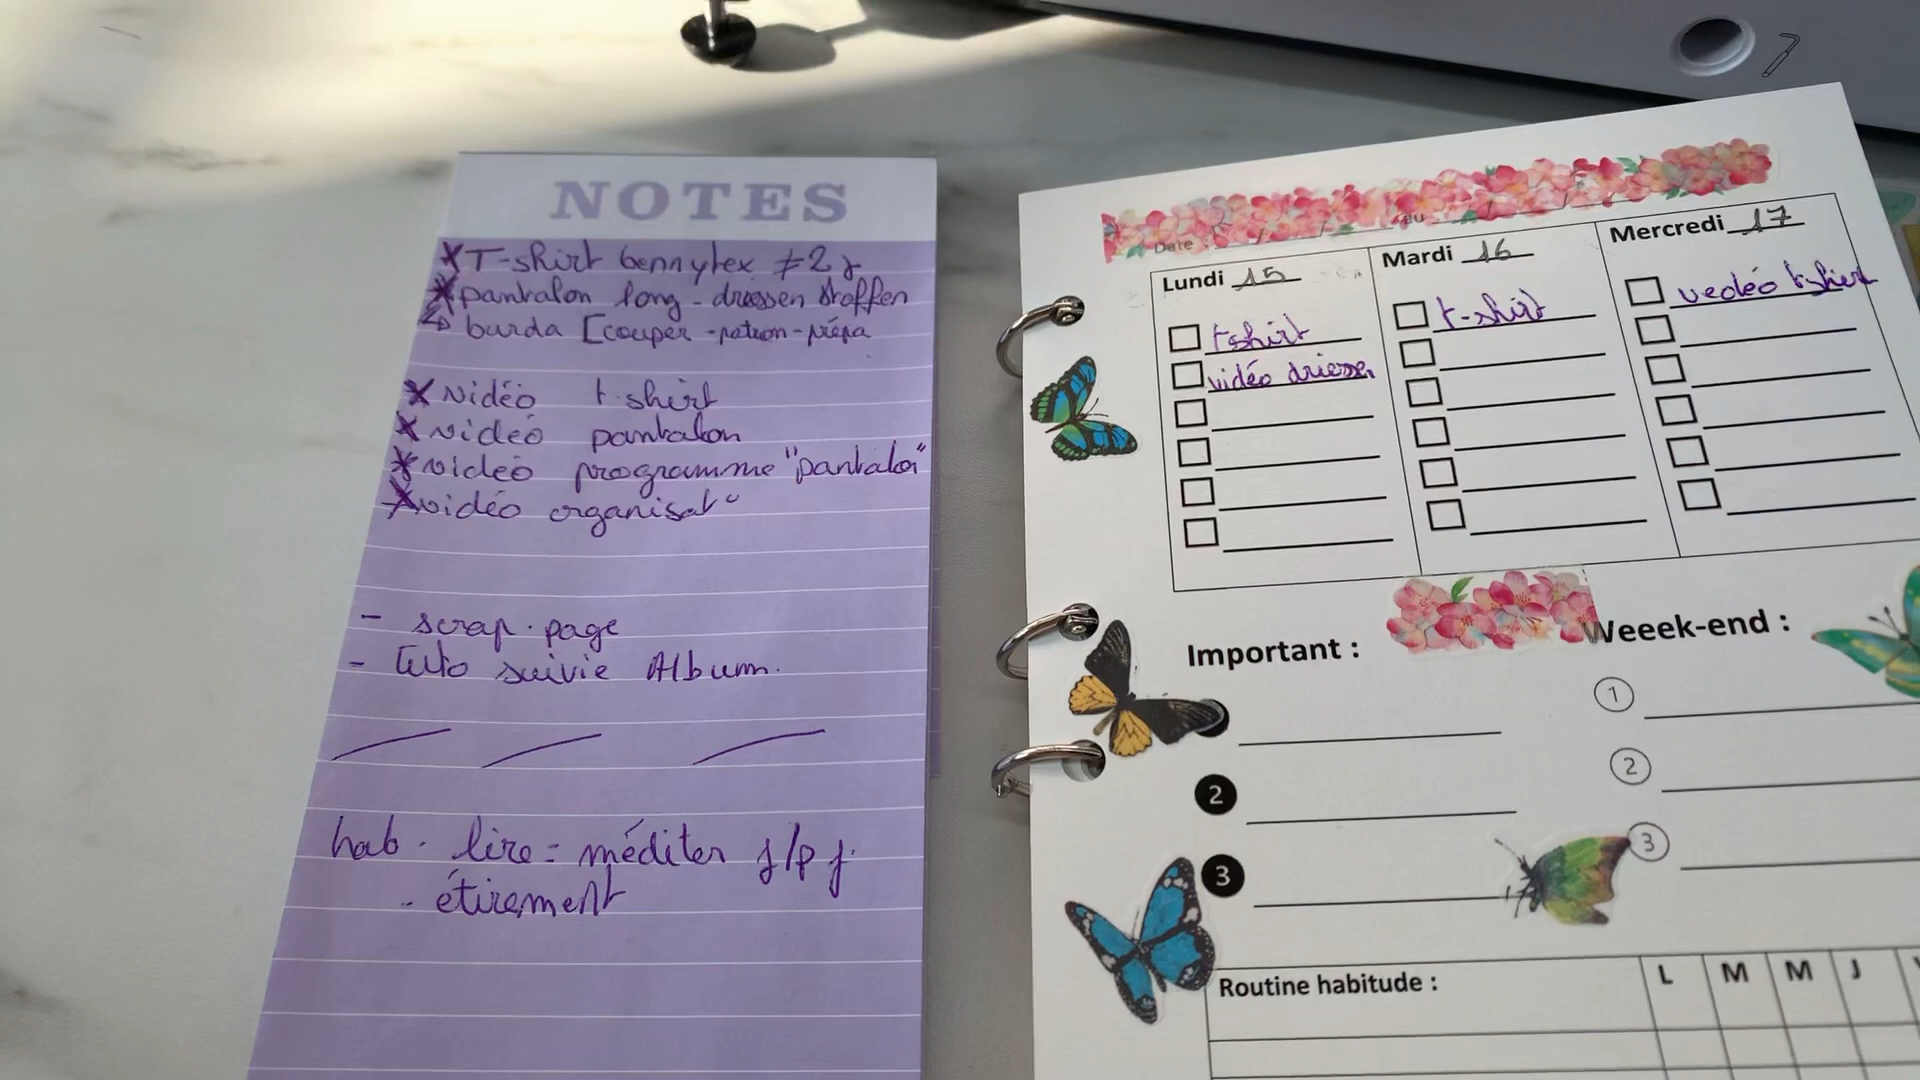 NOTES
T-shirt bennytex ≠ 2 j
pantalon long - driessen stoffen
↳ burda [couper - patron - prépa
vidéo t.shirt
vidéo pantalon
vidéo programme "pantalon"
vidéo organisat°
- scrap. page
- Tuto suivie Album.
hab. lire = méditer j/p j.
- étirement
Date : / / au
Lundi 15
t-shirt
vidéo driessen
Mardi 16
t-shirt
Mercredi 17
vedéo t-shirt
Important :
2
3
Weeek-end :
1
2
3
Routine habitude : L M M J